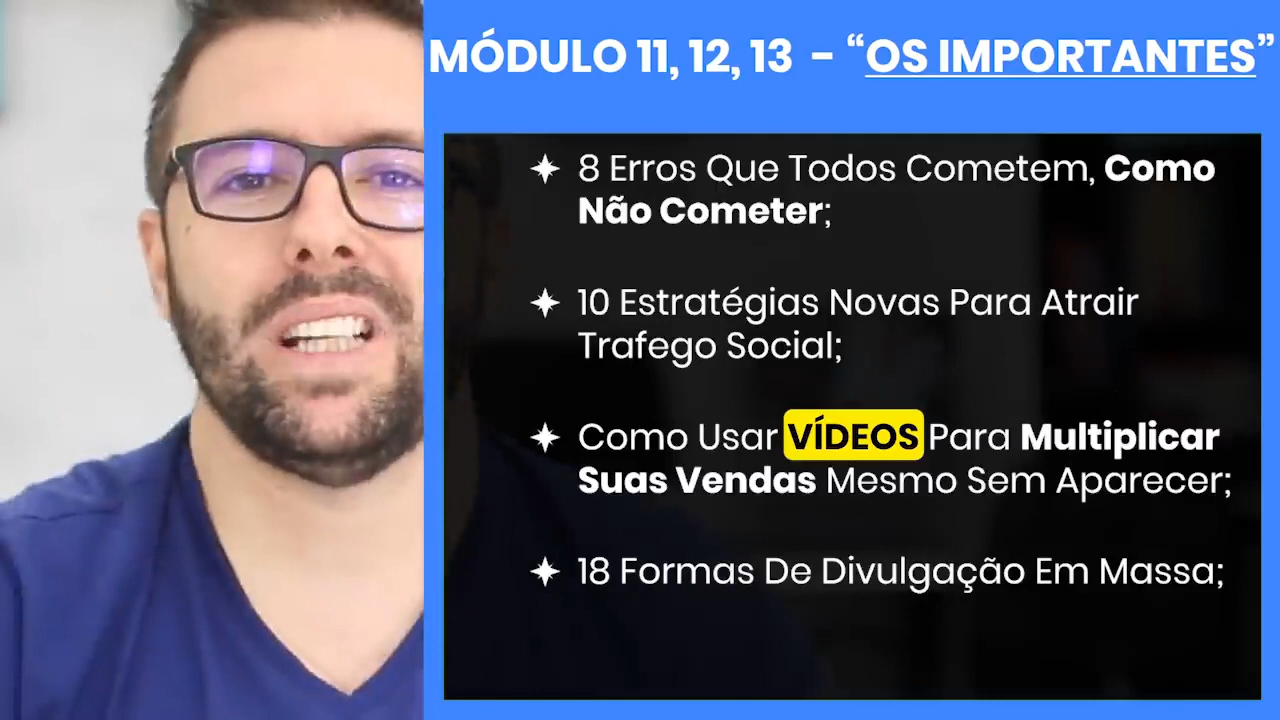 MÓDULO 11, 12, 13 - “OS IMPORTANTES”
8 Erros Que Todos Cometem, Como
Não Cometer;
10 Estratégias Novas Para Atrair
Trafego Social;
Como Usar VÍDEOS Para Multiplicar
Suas Vendas Mesmo Sem Aparecer;
18 Formas De Divulgação Em Massa;